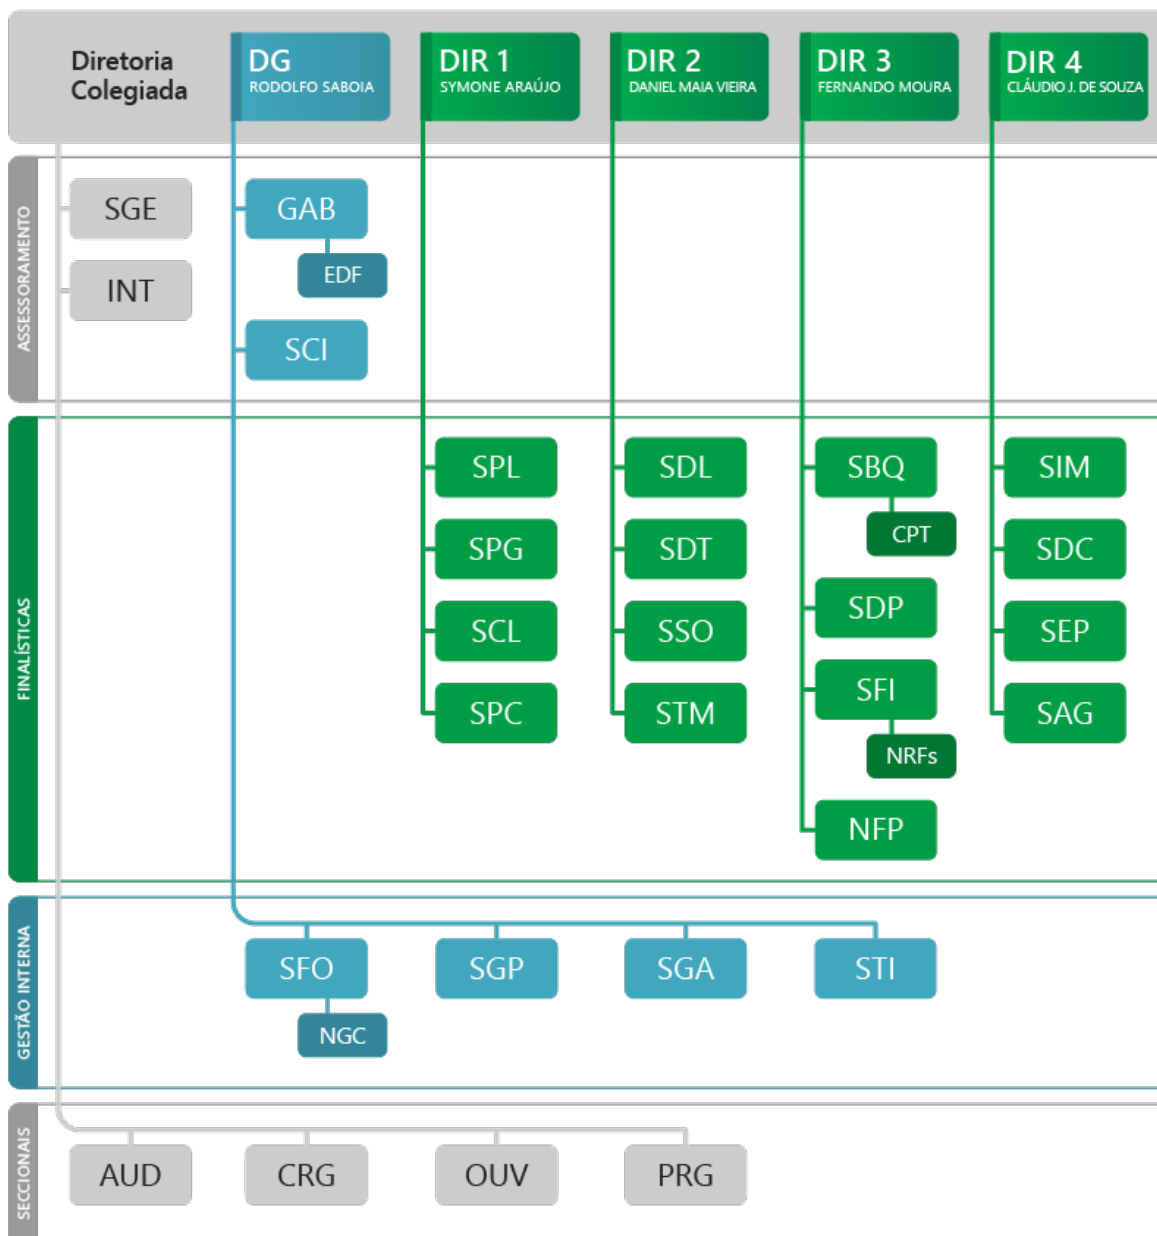 Diretoria
Colegiada
DG
RODOLFO SABOIA
DIR 1
SYMONE ARAÚJO
DIR 2
DANIEL MAIA VIEIRA
DIR 3
FERNANDO MOURA
DIR 4
CLÁUDIO J. DE SOUZA
ASSESSORAMENTO
SGE
GAB
EDF
INT
SCI
FINALÍSTICAS
SPL
SDL
SBQ
SIM
CPT
SPG
SDT
SDC
SDP
SCL
SSO
SEP
SFI
SPC
STM
SAG
NRFs
NFP
GESTÃO INTERNA
SFO
SGP
SGA
STI
NGC
SECCIONAIS
AUD
CRG
OUV
PRG